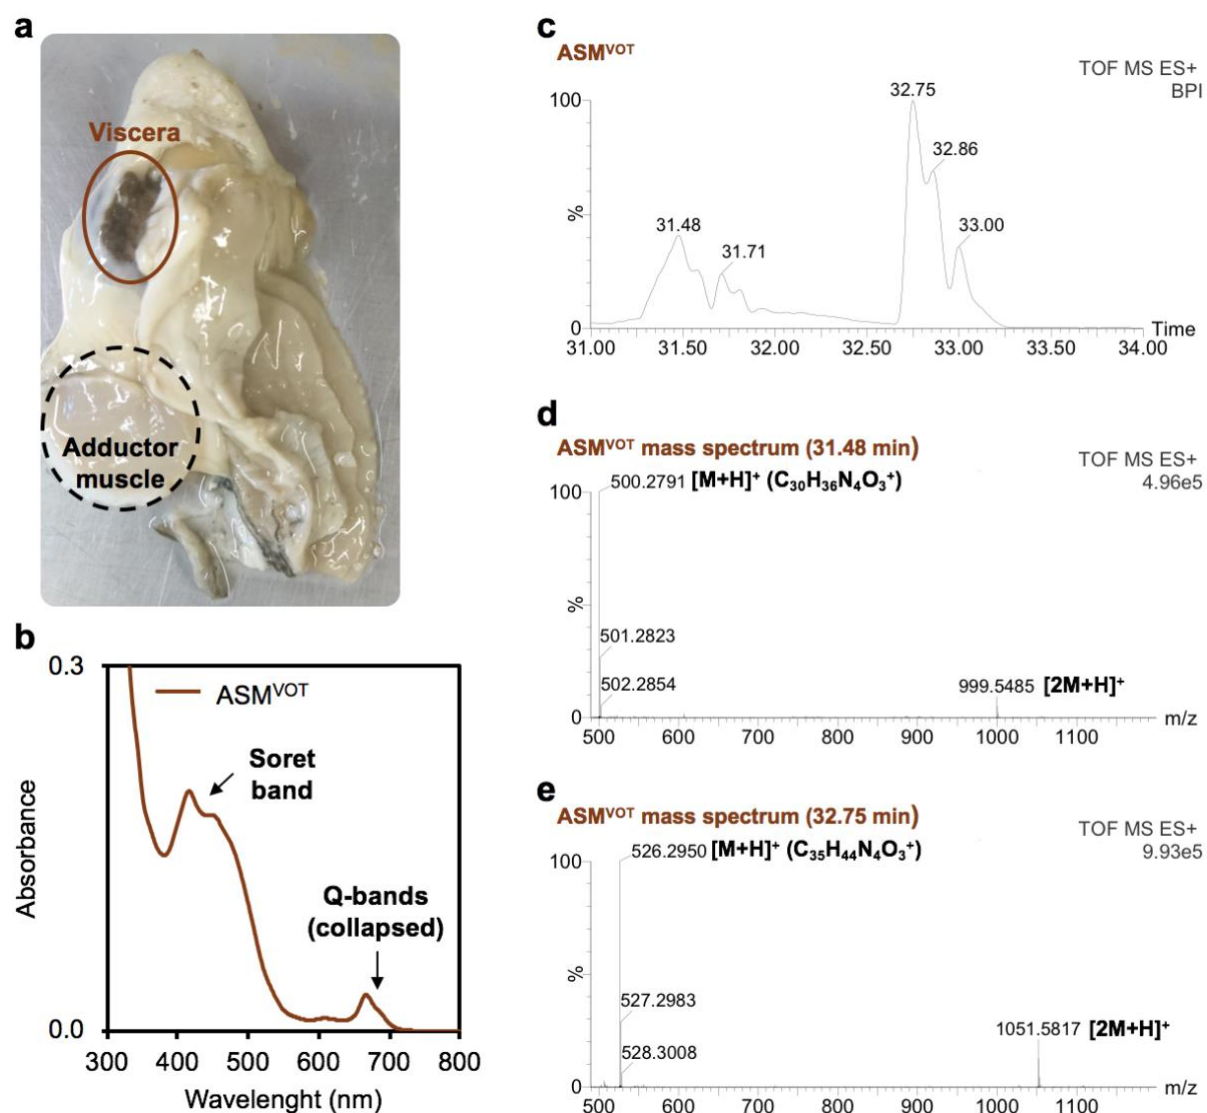 a
Viscera
Adductor
muscle
b
0.3
ASMVOT
Soret
band
Q-bands
(collapsed)
Absorbance
0.0
300 400 500 600 700 800
Wavelenght (nm)
c
ASMVOT
TOF MS ES+
BPI
100
%
0
32.75
32.86
31.48
31.71
33.00
Time
31.00 31.50 32.00 32.50 33.00 33.50 34.00
d
ASMVOT mass spectrum (31.48 min)
TOF MS ES+
4.96e5
100
500.2791 [M+H]+ (C30H36N4O3+)
%
501.2823
502.2854
999.5485 [2M+H]+
0
m/z
500 600 700 800 900 1000 1100
e
ASMVOT mass spectrum (32.75 min)
TOF MS ES+
9.93e5
100
526.2950 [M+H]+ (C35H44N4O3+)
%
527.2983
528.3008
1051.5817 [2M+H]+
0
m/z
500 600 700 800 900 1000 1100